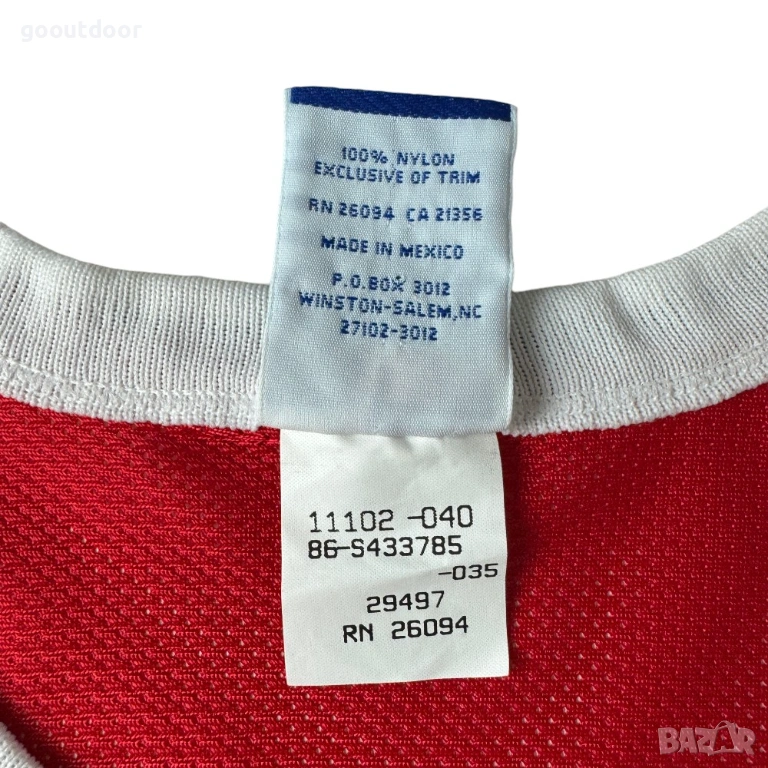 gooutdoor
100% NYLON
EXCLUSIVE OF TRIM
RN 26094 CA 21356
MADE IN MEXICO
P.O.BOX 3012
WINSTON-SALEM,NC
27102-3012
11102 -040
86-S433785
-035
29497
RN 26094
BAZAR